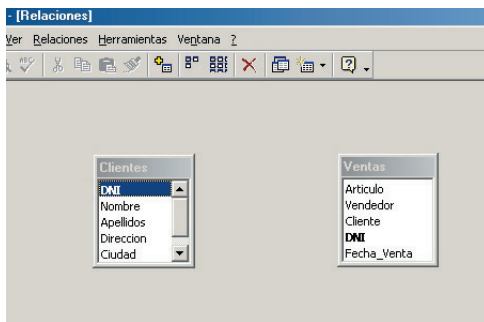 - [Relaciones]
Ver Relaciones Herramientas Ventana ?
Clientes
DNI
Nombre
Apellidos
Direccion
Ciudad
Ventas
Articulo
Vendedor
Cliente
DNI
Fecha_Venta